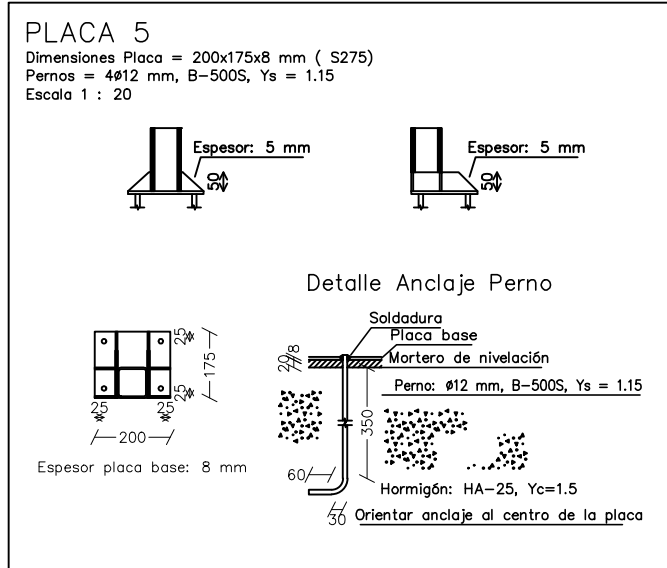 PLACA 5
Dimensiones Placa = 200x175x8 mm ( S275)
Pernos = 4ø12 mm, B-500S, Ys = 1.15
Escala 1 : 20
Espesor: 5 mm
50
Espesor: 5 mm
50
Detalle Anclaje Perno
Soldadura
Placa base
Mortero de nivelación
20
8
Perno: ø12 mm, B-500S, Ys = 1.15
350
25
175
25
25
25
200
Espesor placa base: 8 mm
60
Hormigón: HA-25, Yc=1.5
30
Orientar anclaje al centro de la placa